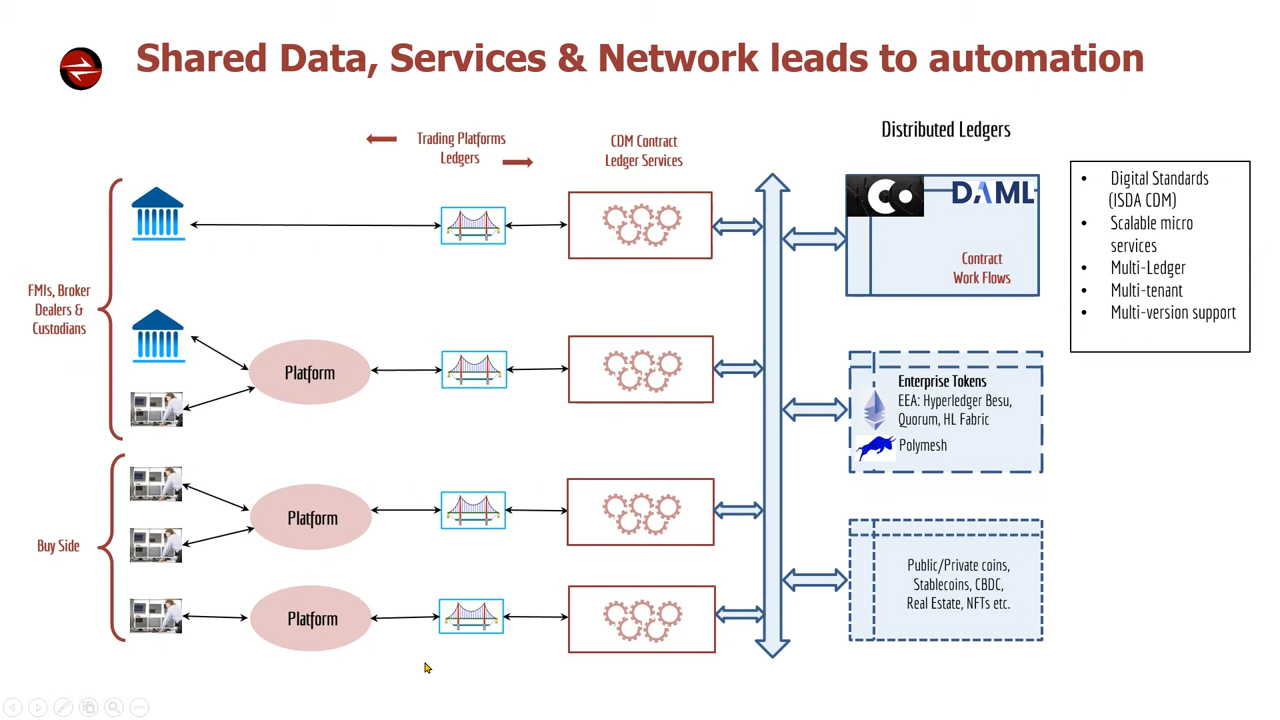 Shared Data, Services & Network leads to automation
Trading Platforms
Ledgers
CDM Contract
Ledger Services
Distributed Ledgers
FMIs, Broker
Dealers &
Custodians
Buy Side
Platform
Platform
Platform
CO
DAML
Contract
Work Flows
Enterprise Tokens
EEA: Hyperledger Besu,
Quorum, HL Fabric
Polymesh
Public/Private coins,
Stablecoins, CBDC,
Real Estate, NFTs etc.
• Digital Standards
(ISDA CDM)
• Scalable micro
services
• Multi-Ledger
• Multi-tenant
• Multi-version support